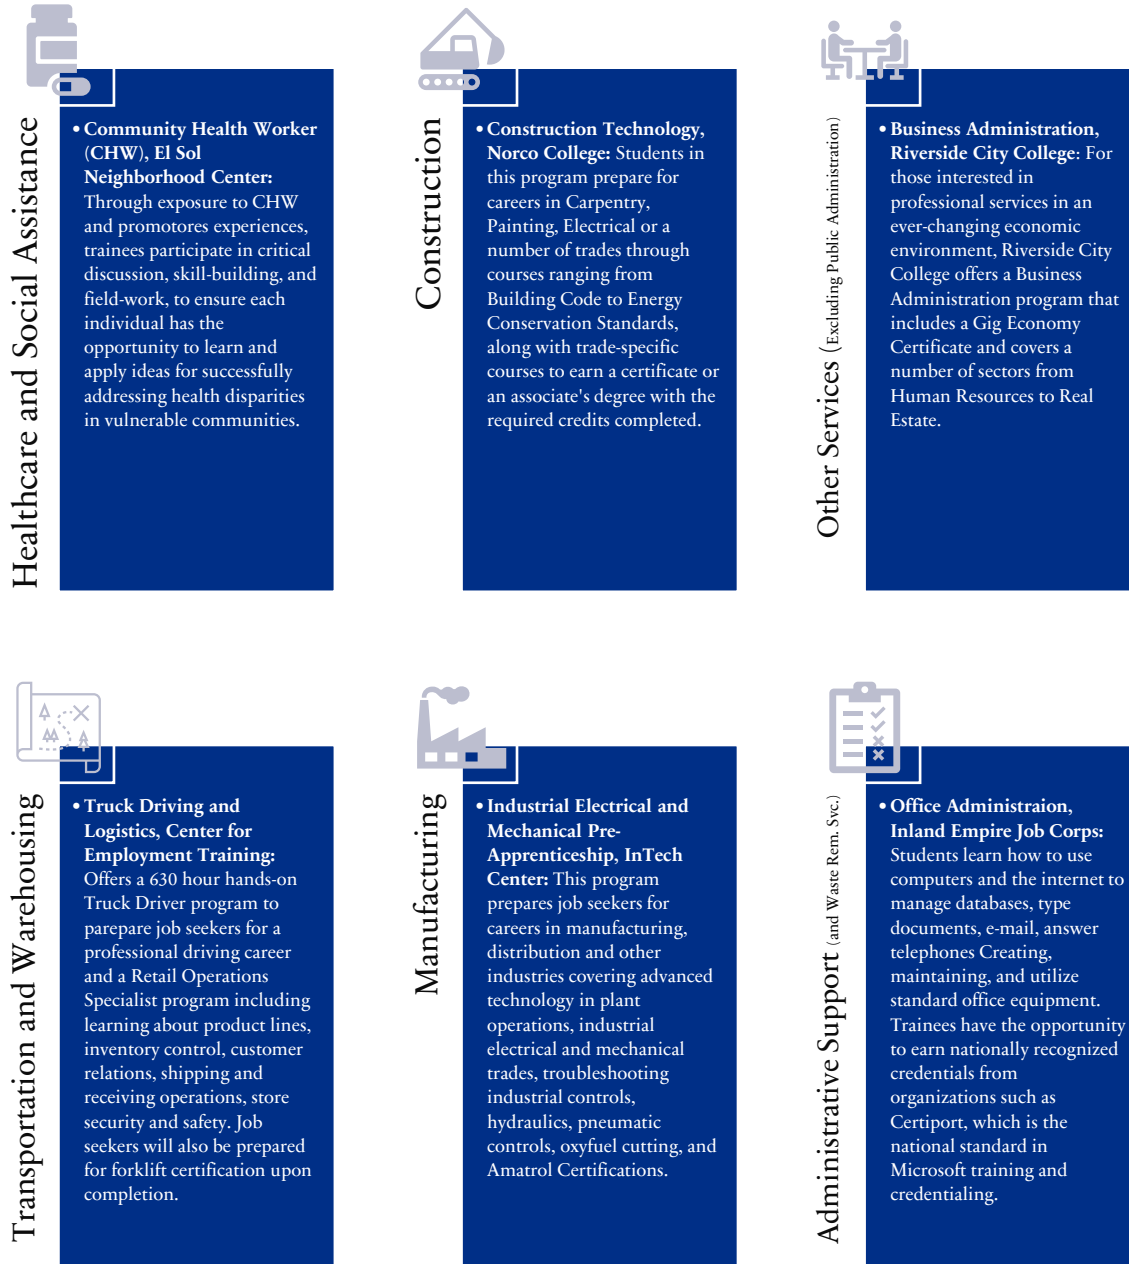 Healthcare and Social Assistance
• Community Health Worker
(CHW), El Sol
Neighborhood Center:
Through exposure to CHW
and promotores experiences,
trainees participate in critical
discussion, skill-building, and
field-work, to ensure each
individual has the
opportunity to learn and
apply ideas for successfully
addressing health disparities
in vulnerable communities.
Construction
• Construction Technology,
Norco College: Students in
this program prepare for
careers in Carpentry,
Painting, Electrical or a
number of trades through
courses ranging from
Building Code to Energy
Conservation Standards,
along with trade-specific
courses to earn a certificate or
an associate's degree with the
required credits completed.
Other Services (Excluding Public Administration)
• Business Administration,
Riverside City College: For
those interested in
professional services in an
ever-changing economic
environment, Riverside City
College offers a Business
Administration program that
includes a Gig Economy
Certificate and covers a
number of sectors from
Human Resources to Real
Estate.
Transportation and Warehousing
• Truck Driving and
Logistics, Center for
Employment Training:
Offers a 630 hour hands-on
Truck Driver program to
parepare job seekers for a
professional driving career
and a Retail Operations
Specialist program including
learning about product lines,
inventory control, customer
relations, shipping and
receiving operations, store
security and safety. Job
seekers will also be prepared
for forklift certification upon
completion.
Manufacturing
• Industrial Electrical and
Mechanical Pre-
Apprenticeship, InTech
Center: This program
prepares job seekers for
careers in manufacturing,
distribution and other
industries covering advanced
technology in plant
operations, industrial
electrical and mechanical
trades, troubleshooting
industrial controls,
hydraulics, pneumatic
controls, oxyfuel cutting, and
Amatrol Certifications.
Administrative Support (and Waste Rem. Svc.)
• Office Administraion,
Inland Empire Job Corps:
Students learn how to use
computers and the internet to
manage databases, type
documents, e-mail, answer
telephones Creating,
maintaining, and utilize
standard office equipment.
Trainees have the opportunity
to earn nationally recognized
credentials from
organizations such as
Certiport, which is the
national standard in
Microsoft training and
credentialing.